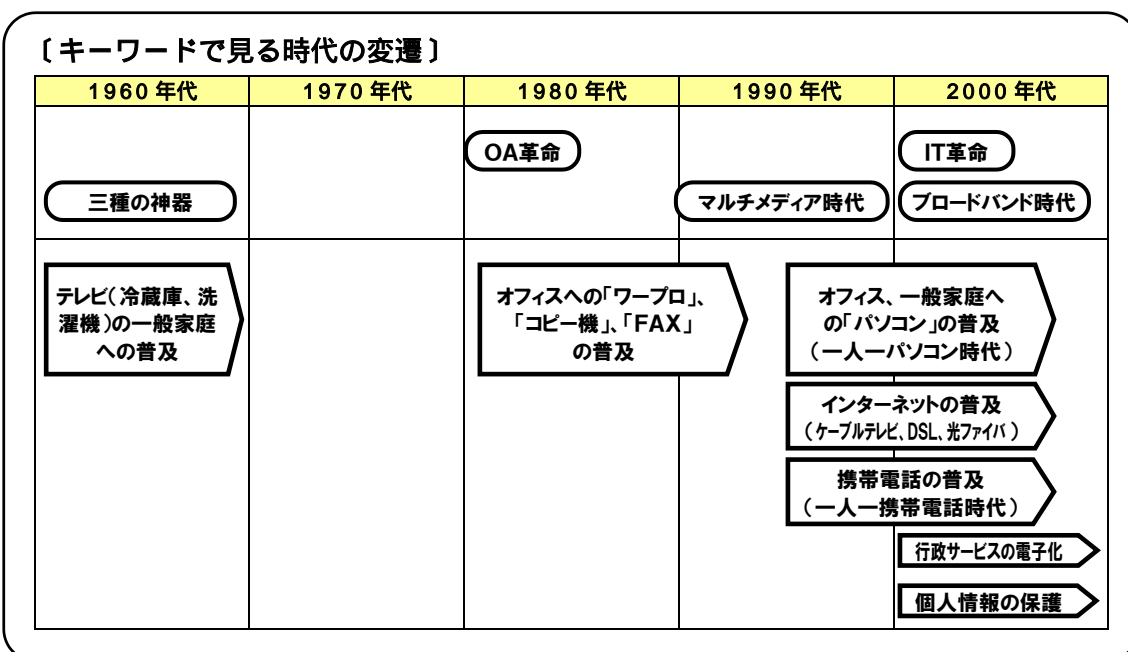 〔キーワードで見る時代の変遷〕
1960年代
1970年代
1980年代
1990年代
2000年代
OA革命
IT革命
三種の神器
マルチメディア時代
ブロードバンド時代
テレビ(冷蔵庫、洗
濯機)の一般家庭
への普及
オフィスへの「ワープロ」、
「コピー機」、「FAX」
の普及
オフィス、一般家庭へ
の「パソコン」の普及
(一人一パソコン時代)
インターネットの普及
(ケーブルテレビ、DSL、光ファイバ)
携帯電話の普及
(一人一携帯電話時代)
行政サービスの電子化
個人情報の保護